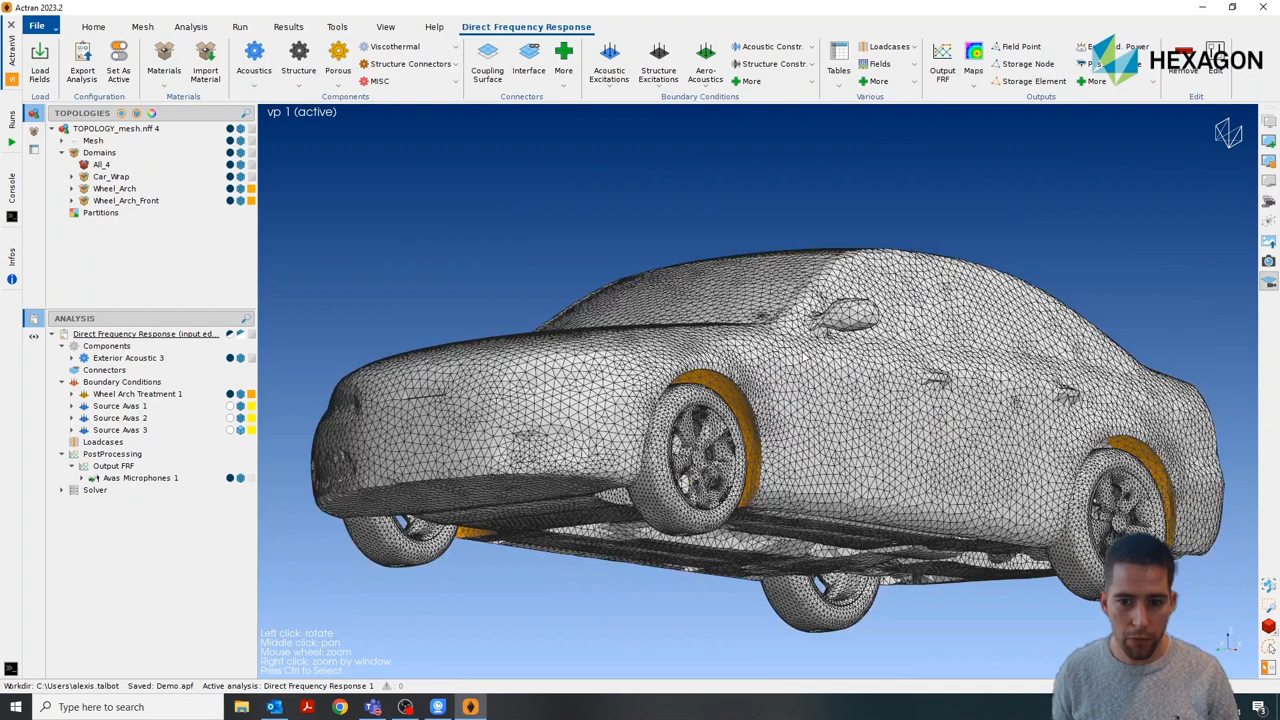 Actran 2023.2
File
Home
Mesh
Analysis
Run
Results
Tools
View
Help
Direct Frequency Response
ActranVI
VI
Runs
Console
Infos
Load Fields
Export Analysis
Set As Active
Materials
Import Material
Acoustics
Structure
Porous
Viscothermal
Structure Connectors
MISC
Coupling Surface
Interface
More
Acoustic Excitations
Structure Excitations
Aero-Acoustics
Acoustic Constr.
Structure Constr.
More
Tables
Loadcases
Fields
More
Output FRF
Maps
Field Point
Storage Node
Storage Element
Power
More
Edit
HEXAGON
Load
Configuration
Materials
Components
Connectors
Boundary Conditions
Various
Outputs
Edit
TOPOLOGIES
TOPOLOGY_mesh.nff 4
Mesh
Domains
All_4
Car_Wrap
Wheel_Arch
Wheel_Arch_Front
Partitions
ANALYSIS
Direct Frequency Response (input.ed...
Components
Exterior Acoustic 3
Connectors
Boundary Conditions
Wheel Arch Treatment 1
Source Avas 1
Source Avas 2
Source Avas 3
Loadcases
PostProcessing
Output FRF
Avas Microphones 1
Solver
vp 1 (active)
Left click: rotate
Middle click: pan
Mouse wheel: zoom
Right click: zoom by window
Press Ctrl to Select
Workdir: C:\Users\alexis.talbot Saved: Demo.apf Active analysis: Direct Frequency Response 1 : 0
Type here to search